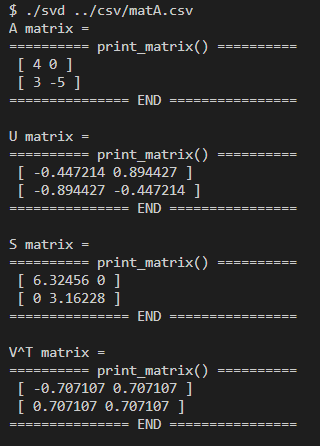 $ ./svd ../csv/matA.csv
A matrix =
========== print_matrix() ==========
[ 4 0 ]
[ 3 -5 ]
=============== END ================
U matrix =
========== print_matrix() ==========
[ -0.447214 0.894427 ]
[ -0.894427 -0.447214 ]
=============== END ================
S matrix =
========== print_matrix() ==========
[ 6.32456 0 ]
[ 0 3.16228 ]
=============== END ================
V^T matrix =
========== print_matrix() ==========
[ -0.707107 0.707107 ]
[ 0.707107 0.707107 ]
=============== END ================